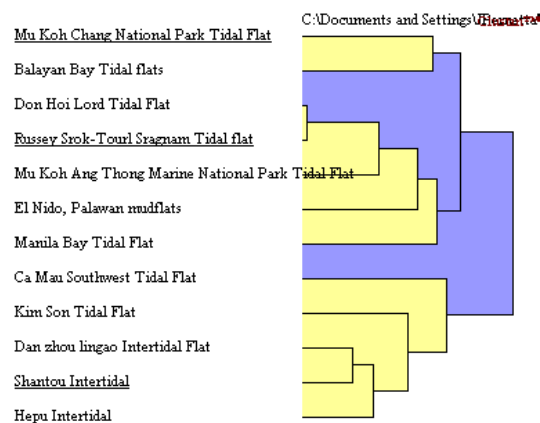 C:\Documents and Settings\
Mu Koh Chang National Park Tidal Flat
Balayan Bay Tidal flats
Don Hoi Lord Tidal Flat
Russey Srok-Tourl Sragnam Tidal flat
Mu Koh Ang Thong Marine National Park Tidal Flat
El Nido, Palawan mudflats
Manila Bay Tidal Flat
Ca Mau Southwest Tidal Flat
Kim Son Tidal Flat
Dan zhou lingao Intertidal Flat
Shantou Intertidal
Hepu Intertidal